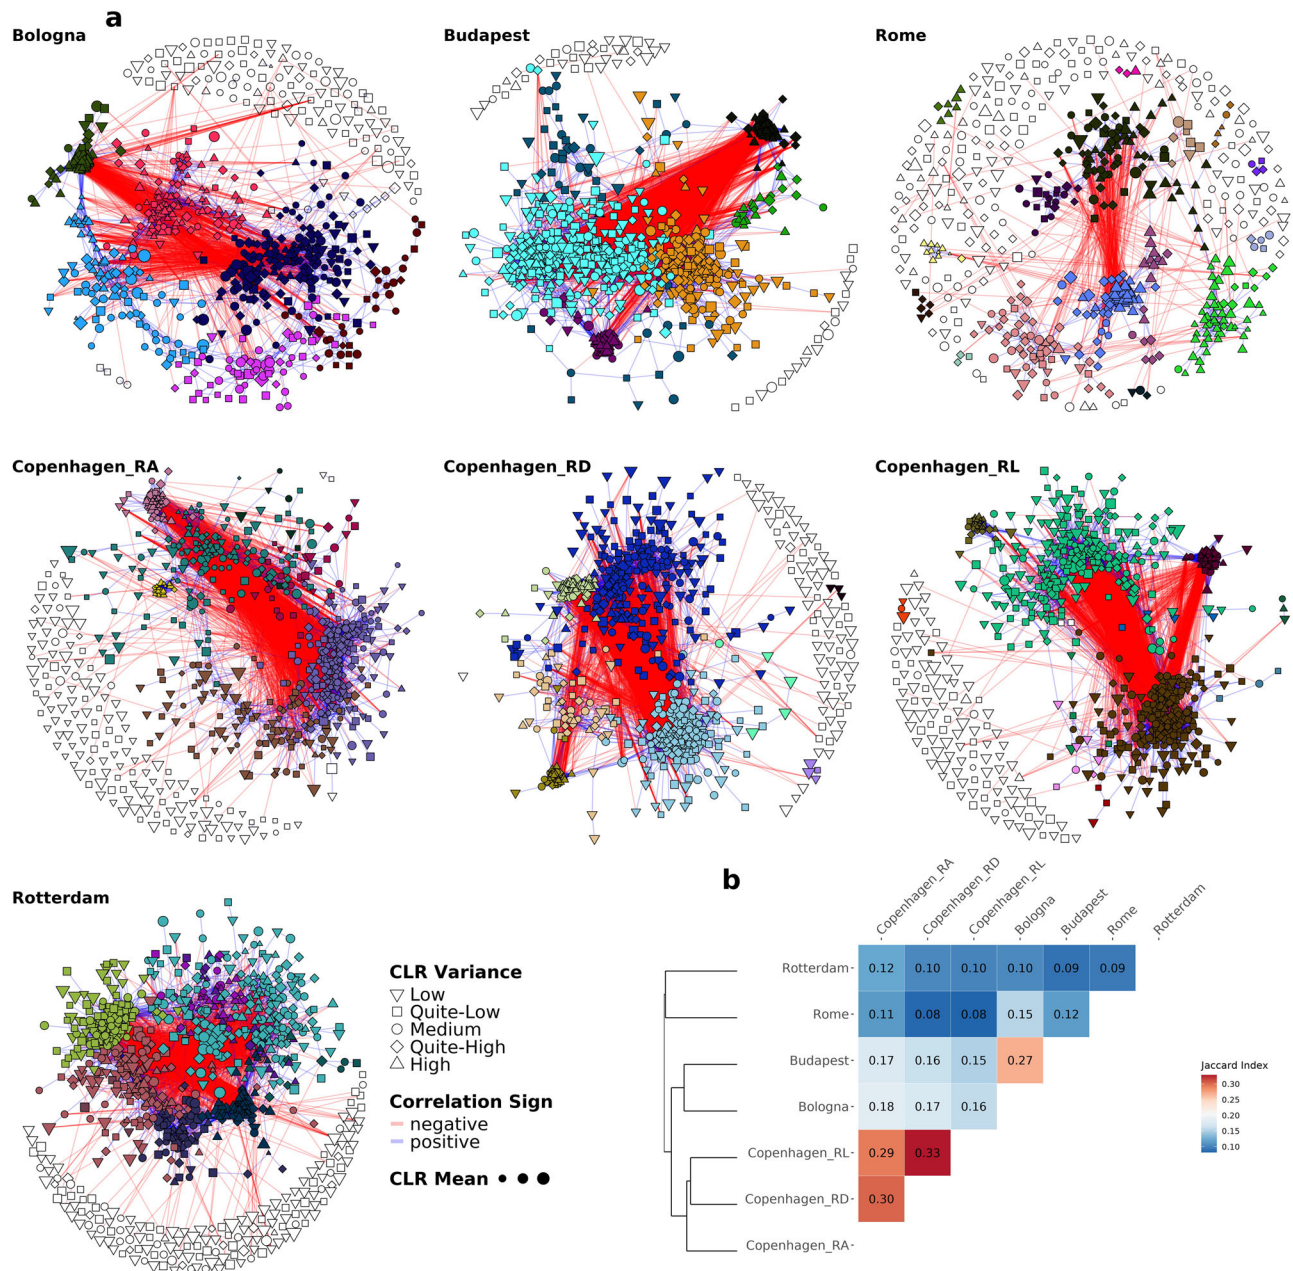 a
Bologna
Budapest
Rome
Copenhagen_RA
Copenhagen_RD
Copenhagen_RL
Rotterdam
CLR Variance
Low
Quite-Low
Medium
Quite-High
High
Correlation Sign
negative
positive
CLR Mean
b
Copenhagen_RA
Copenhagen_RD
Copenhagen_RL
Bologna
Budapest
Rome
Rotterdam
Rotterdam 0.12 0.10 0.10 0.10 0.09 0.09
Rome 0.11 0.08 0.08 0.15 0.12
Budapest 0.17 0.16 0.15 0.27
Bologna 0.18 0.17 0.16
Copenhagen_RL 0.29 0.33
Copenhagen_RD 0.30
Copenhagen_RA
Jaccard Index
0.30
0.25
0.20
0.15
0.10